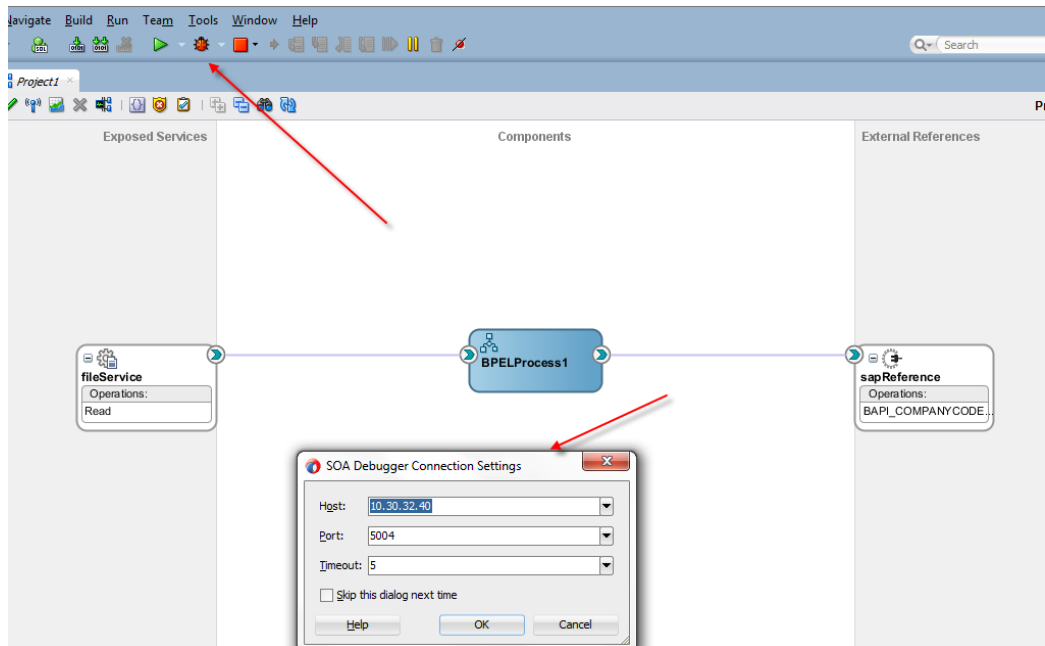 Navigate Build Run Team Tools Window Help
Search
Project1
Exposed Services
Components
External References
fileService
Operations:
Read
BPELProcess1
sapReference
Operations:
BAPI_COMPANYCODE...
SOA Debugger Connection Settings
Host: 10.30.32.40
Port: 5004
Timeout: 5
Skip this dialog next time
Help OK Cancel